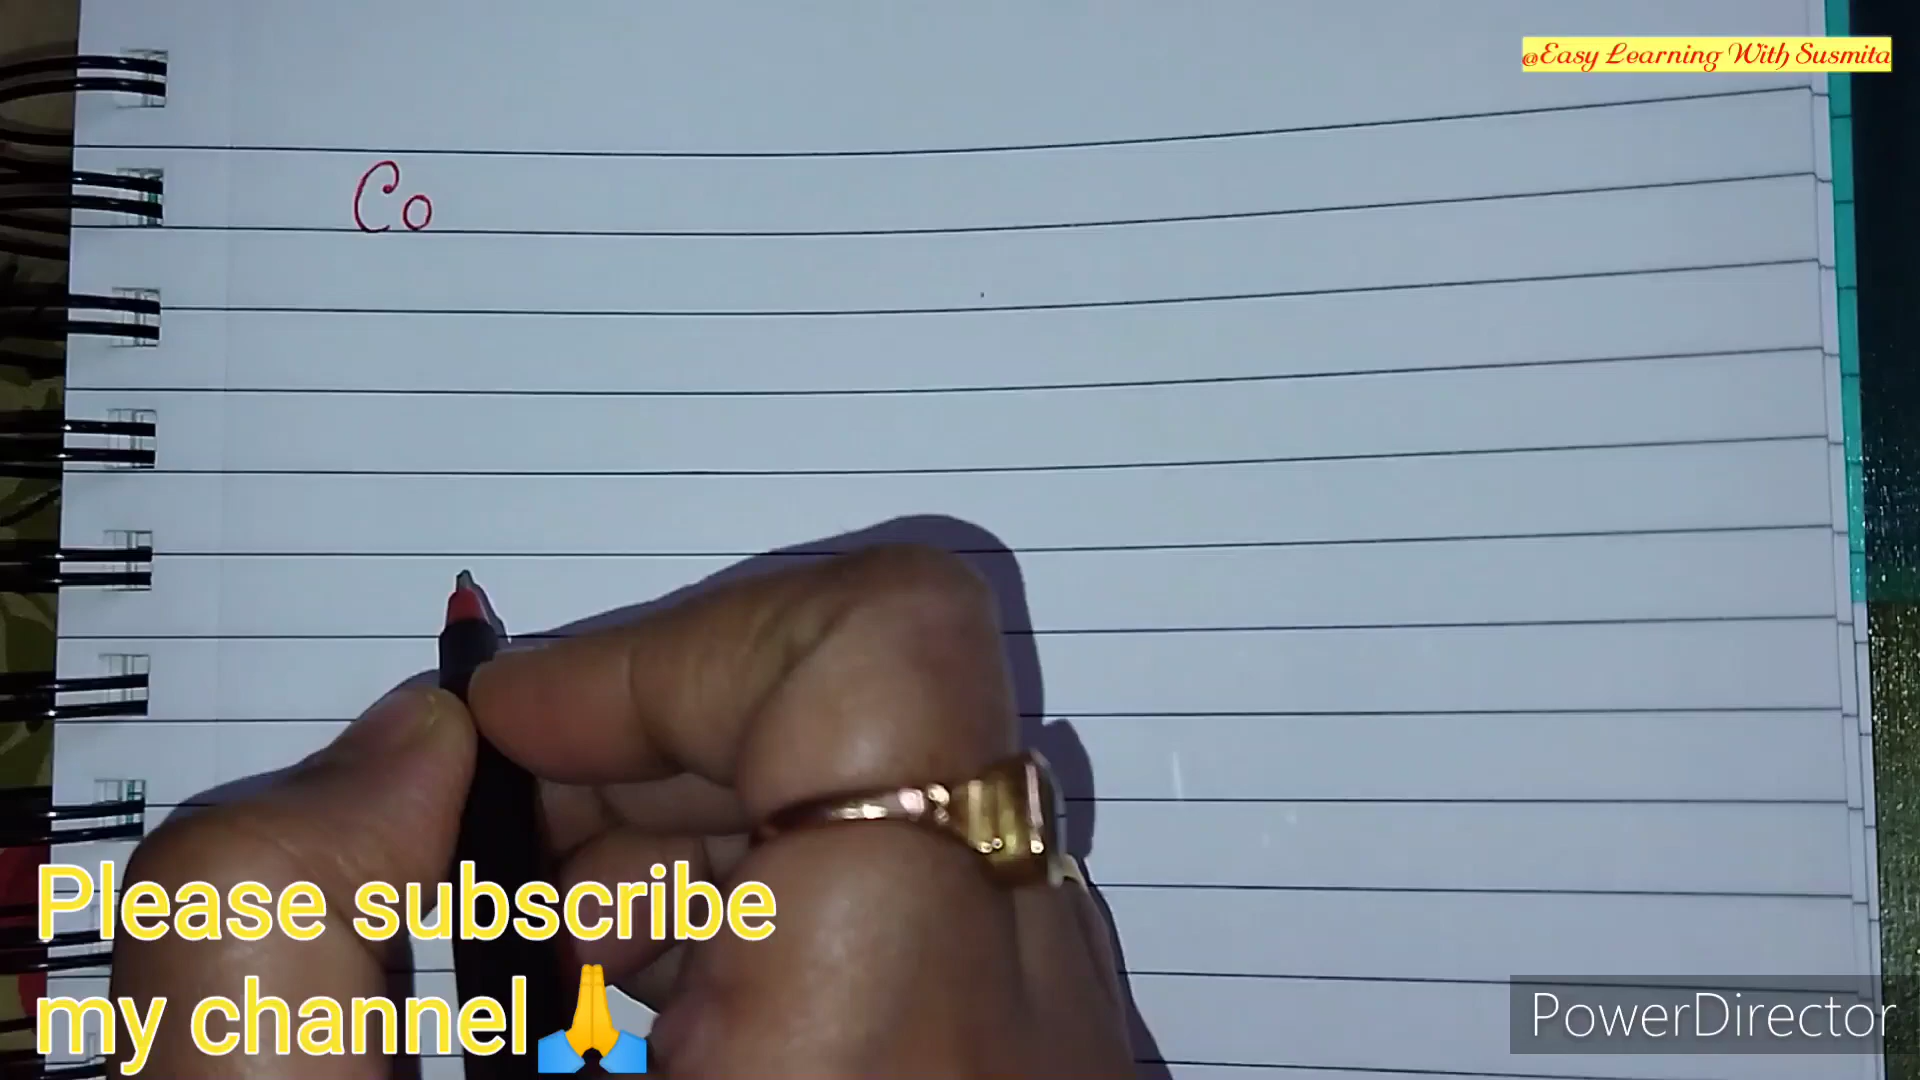 @Easy Learning With Susmita
Co
Please subscribe
my channel🙏
PowerDirector